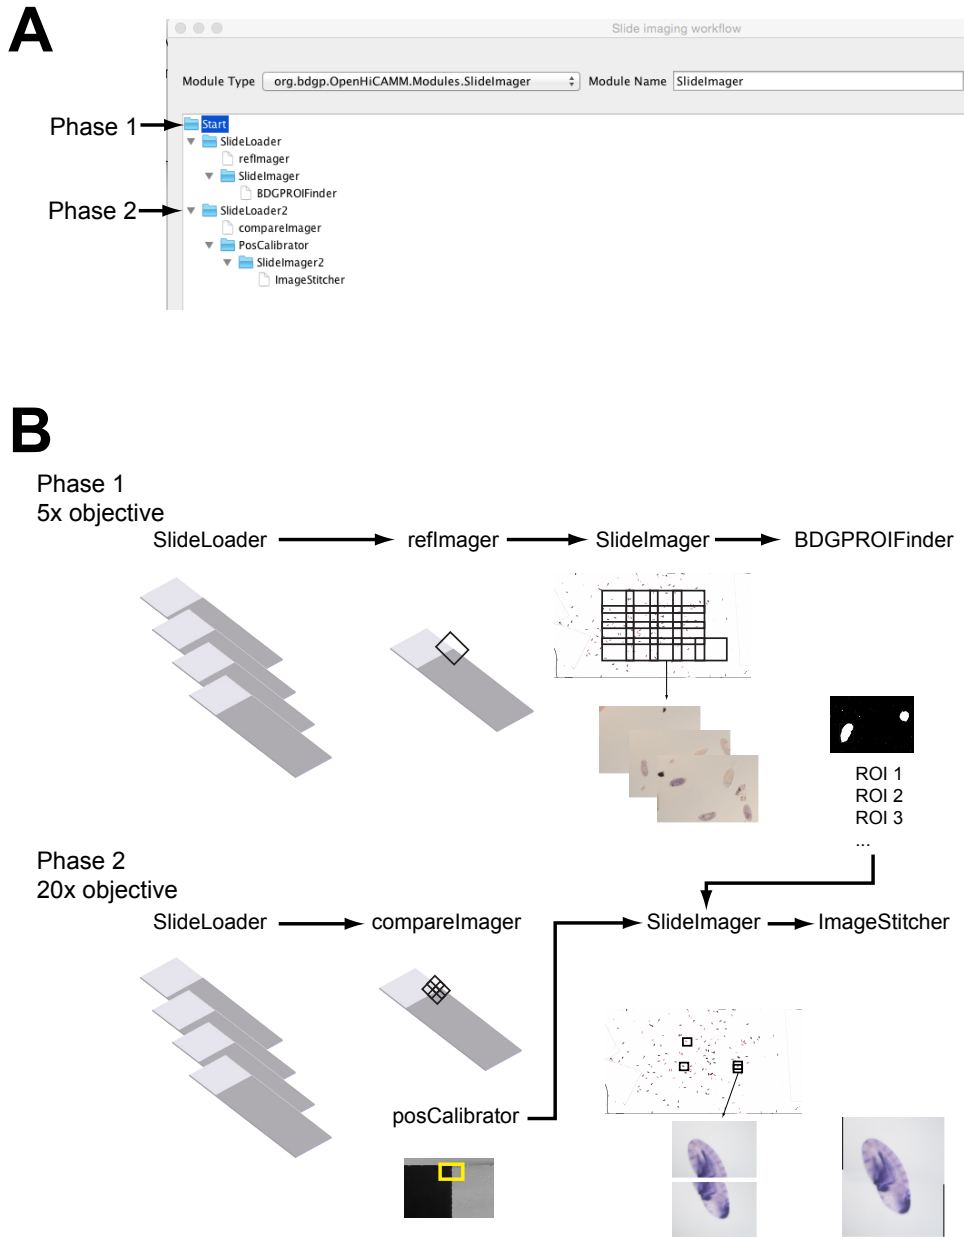 A
Slide imaging workflow
Module Type org.bdgp.OpenHiCAMM.Modules.SlideImager Module Name SlideImager
Phase 1 Start
SlideLoader
refImager
SlideImager
BDGPROIFinder
Phase 2 SlideLoader2
compareImager
PosCalibrator
SlideImager2
ImageStitcher
B
Phase 1
5x objective
SlideLoader refImager SlideImager BDGPROIFinder
ROI 1
ROI 2
ROI 3
...
Phase 2
20x objective
SlideLoader compareImager SlideImager ImageStitcher
posCalibrator